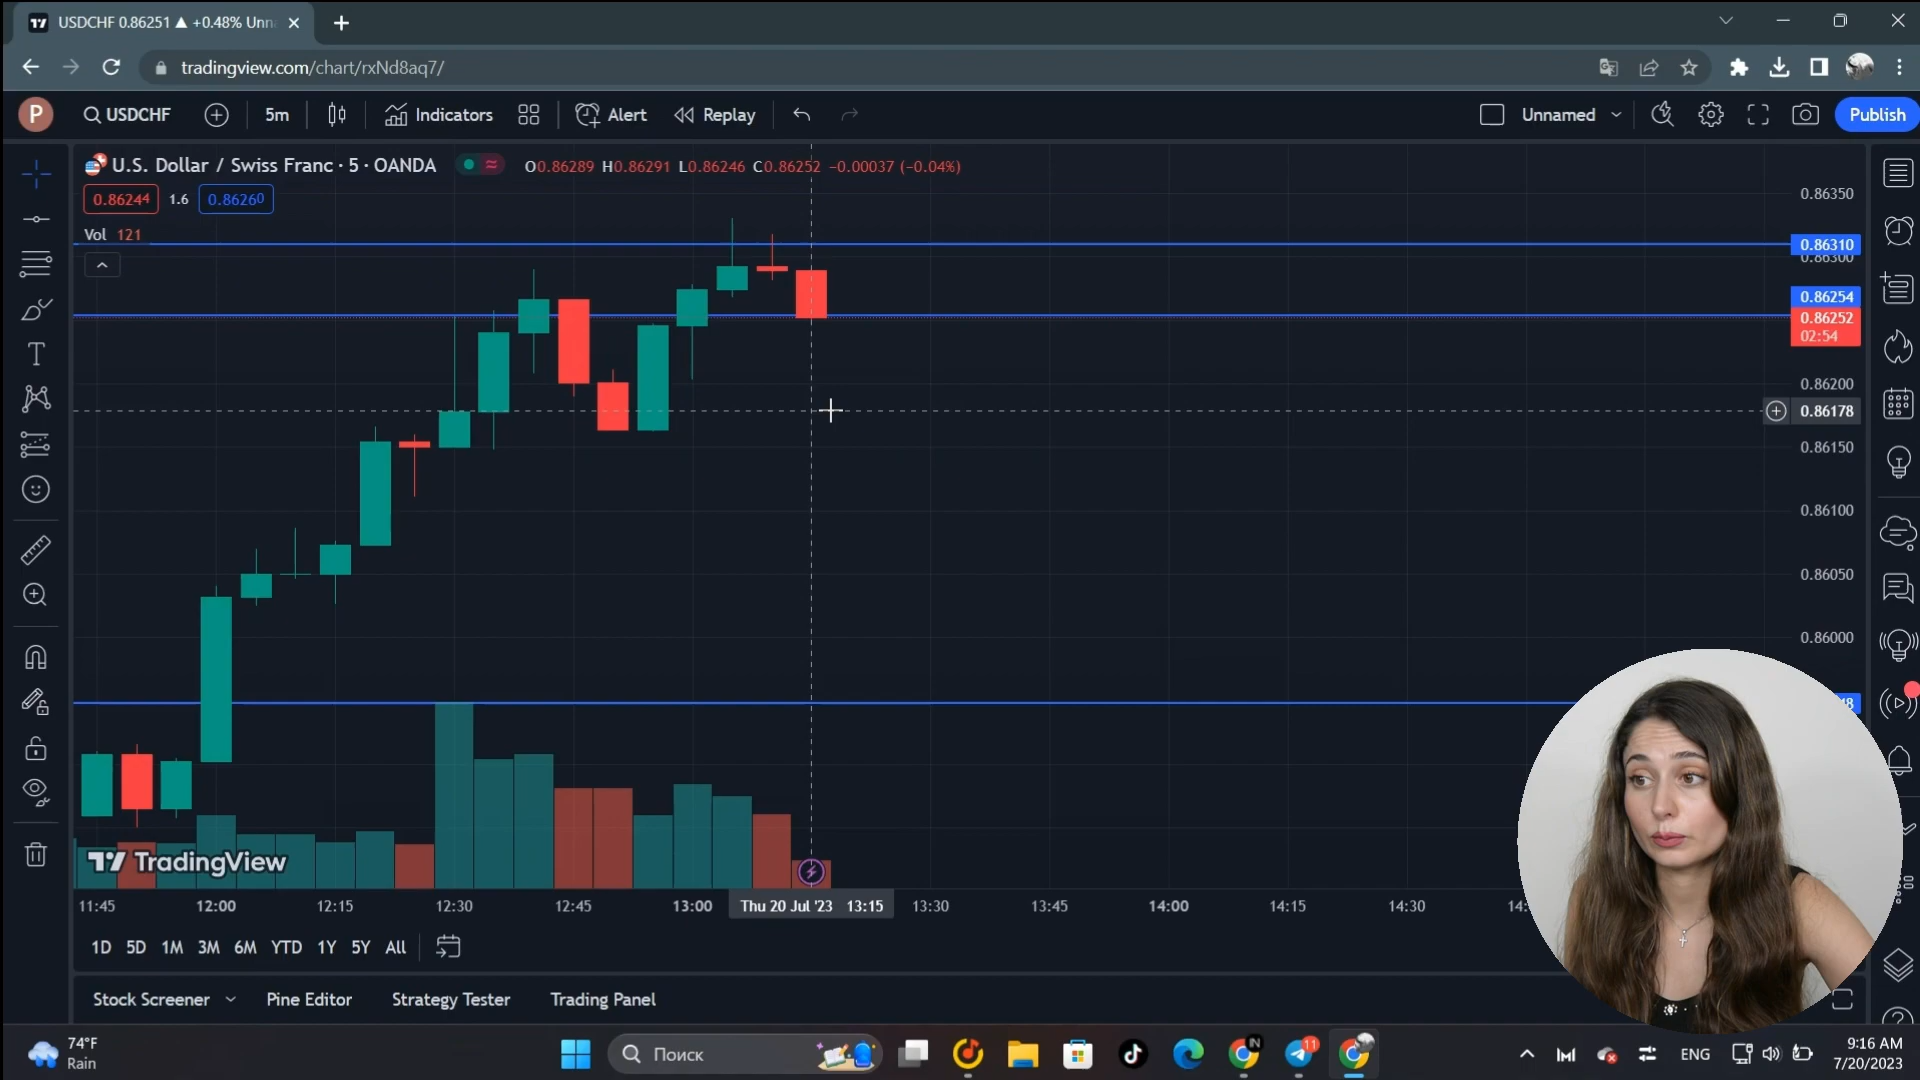 USDCHF 0.86251 ▲ +0.48% Unna
tradingview.com/chart/rxNd8aq7/
P
USDCHF
5m
Indicators
Alert
Replay
Unnamed
Publish
U.S. Dollar / Swiss Franc · 5 · OANDA
O0.86289 H0.86291 L0.86246 C0.86252 −0.00037 (−0.04%)
0.86244
1.6
0.86260
Vol 121
0.86350
0.86310
0.86300
0.86254
0.86252
02:54
0.86200
0.86178
0.86150
0.86100
0.86050
0.86000
TradingView
11:45
12:00
12:15
12:30
12:45
13:00
Thu 20 Jul '23 13:15
13:30
13:45
14:00
14:15
14:30
1D 5D 1M 3M 6M YTD 1Y 5Y All
Stock Screener
Pine Editor
Strategy Tester
Trading Panel
74°F
Rain
Поиск
IN
11
ENG
9:16 AM
7/20/2023